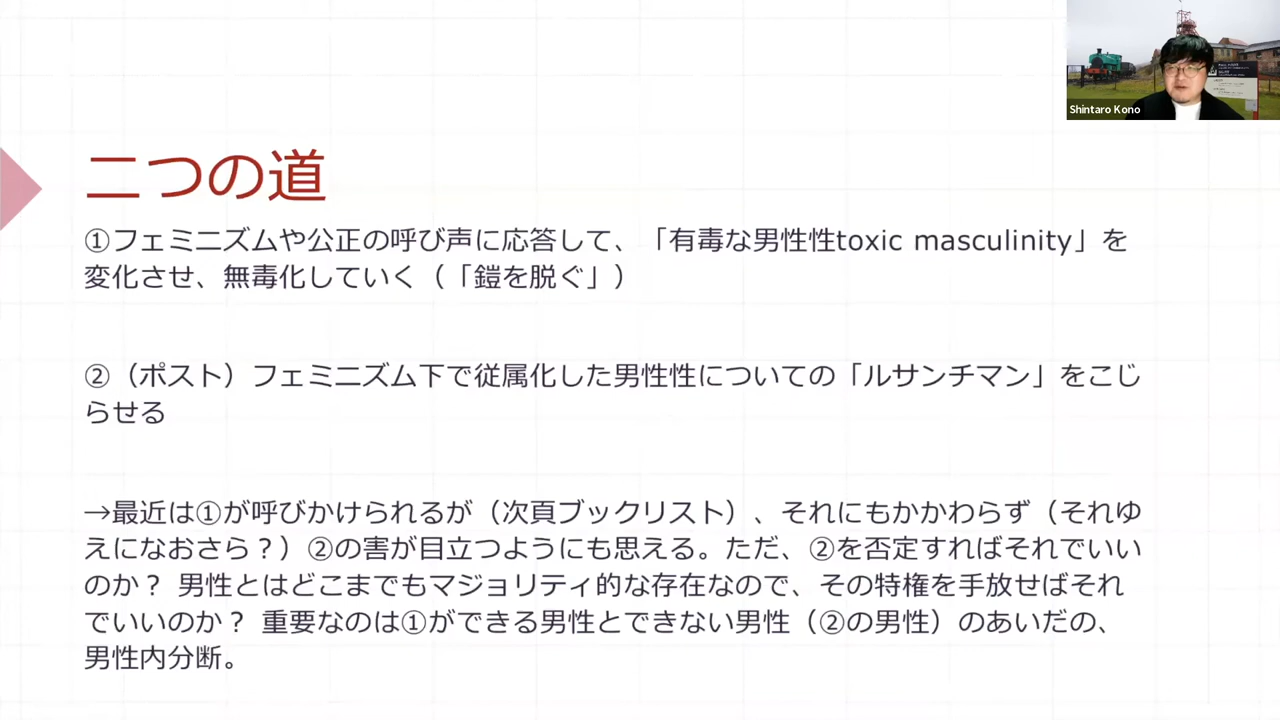 二つの道
①フェミニズムや公正の呼び声に応答して、「有毒な男性性toxic masculinity」を
変化させ、無毒化していく（「鎧を脱ぐ」）
②（ポスト）フェミニズム下で従属化した男性性についての「ルサンチマン」をこじ
らせる
→最近は①が呼びかけられるが（次頁ブックリスト）、それにもかかわらず（それゆ
えになおさら？）②の害が目立つようにも思える。ただ、②を否定すればそれでいい
のか？ 男性とはどこまでもマジョリティ的な存在なので、その特権を手放せばそれ
でいいのか？ 重要なのは①ができる男性とできない男性（②の男性）のあいだの、
男性内分断。
Shintaro Kono